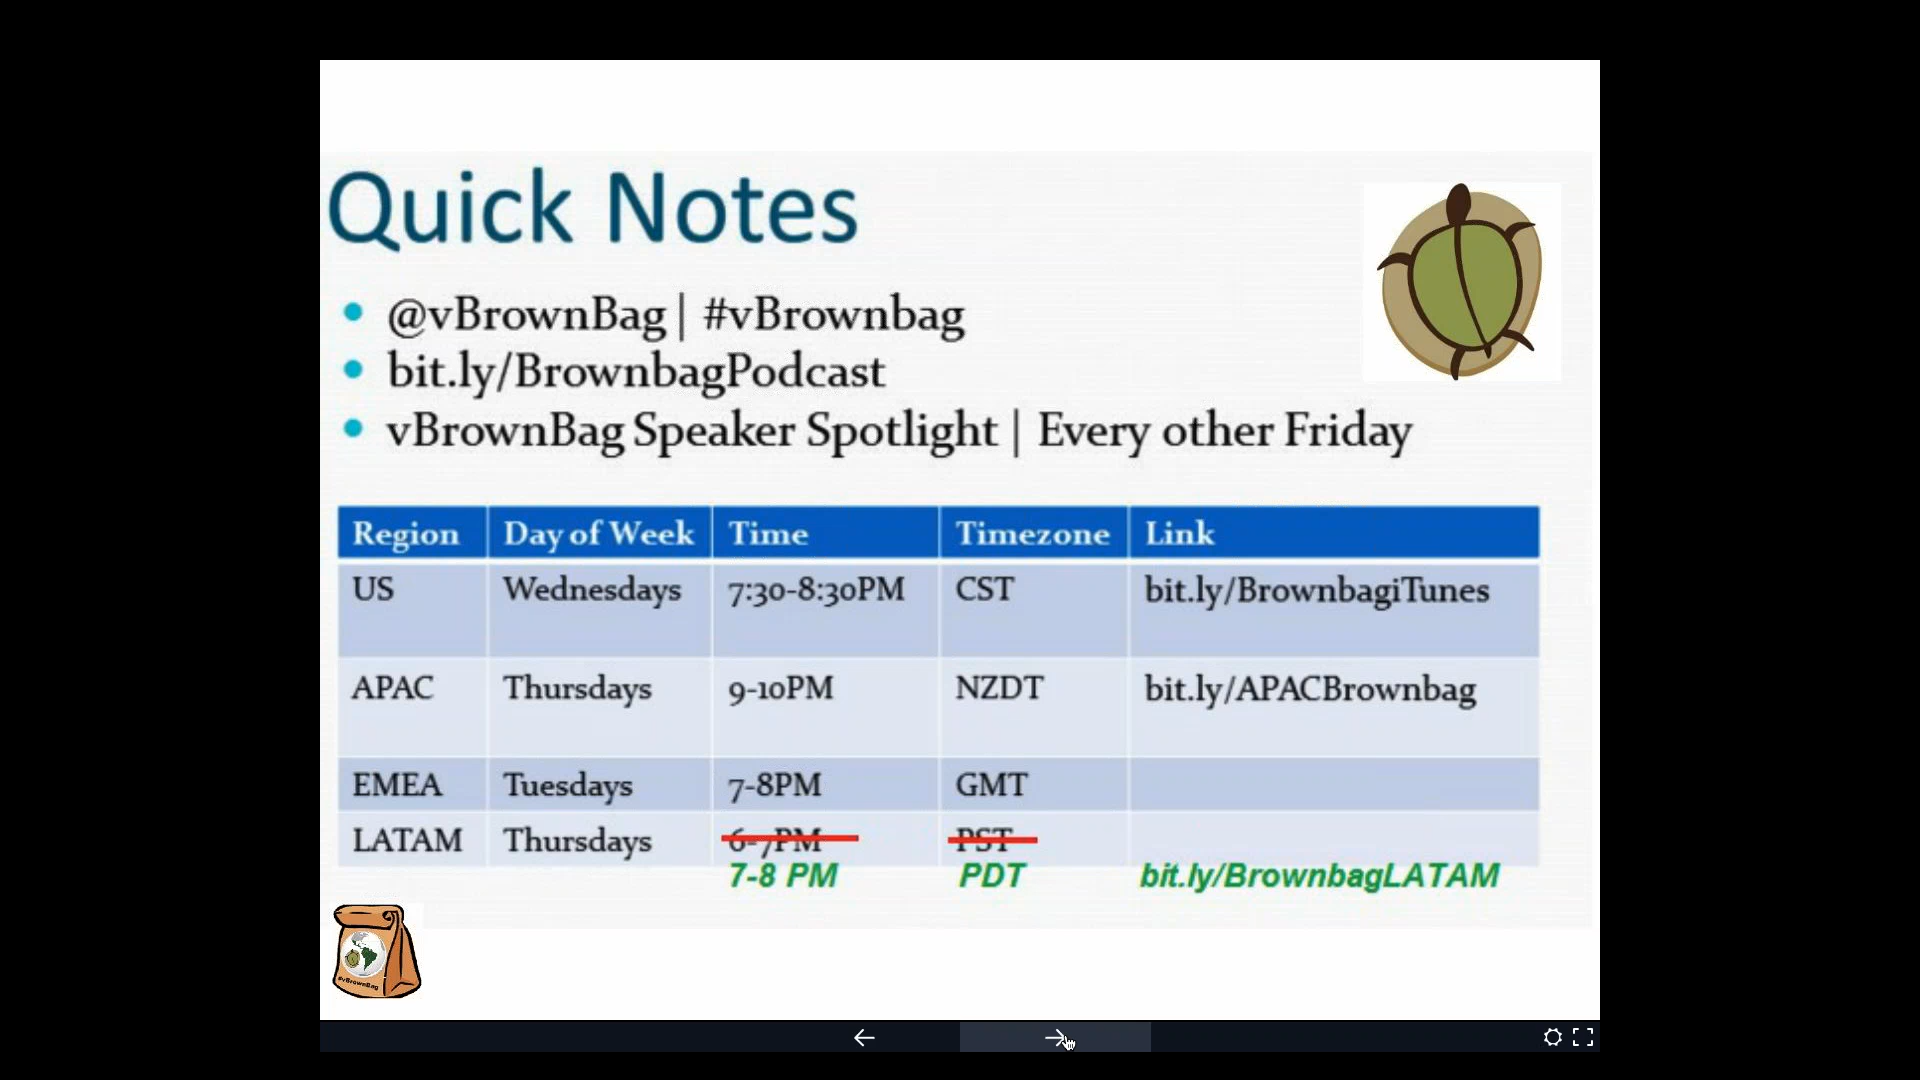 Quick Notes
@vBrownBag | #vBrownbag
bit.ly/BrownbagPodcast
vBrownBag Speaker Spotlight | Every other Friday
Region Day of Week Time Timezone Link
US Wednesdays 7:30-8:30PM CST bit.ly/BrownbagiTunes
APAC Thursdays 9-10PM NZDT bit.ly/APACBrownbag
EMEA Tuesdays 7-8PM GMT
LATAM Thursdays 6-7PM PST
7-8 PM PDT bit.ly/BrownbagLATAM
#vBrownBag